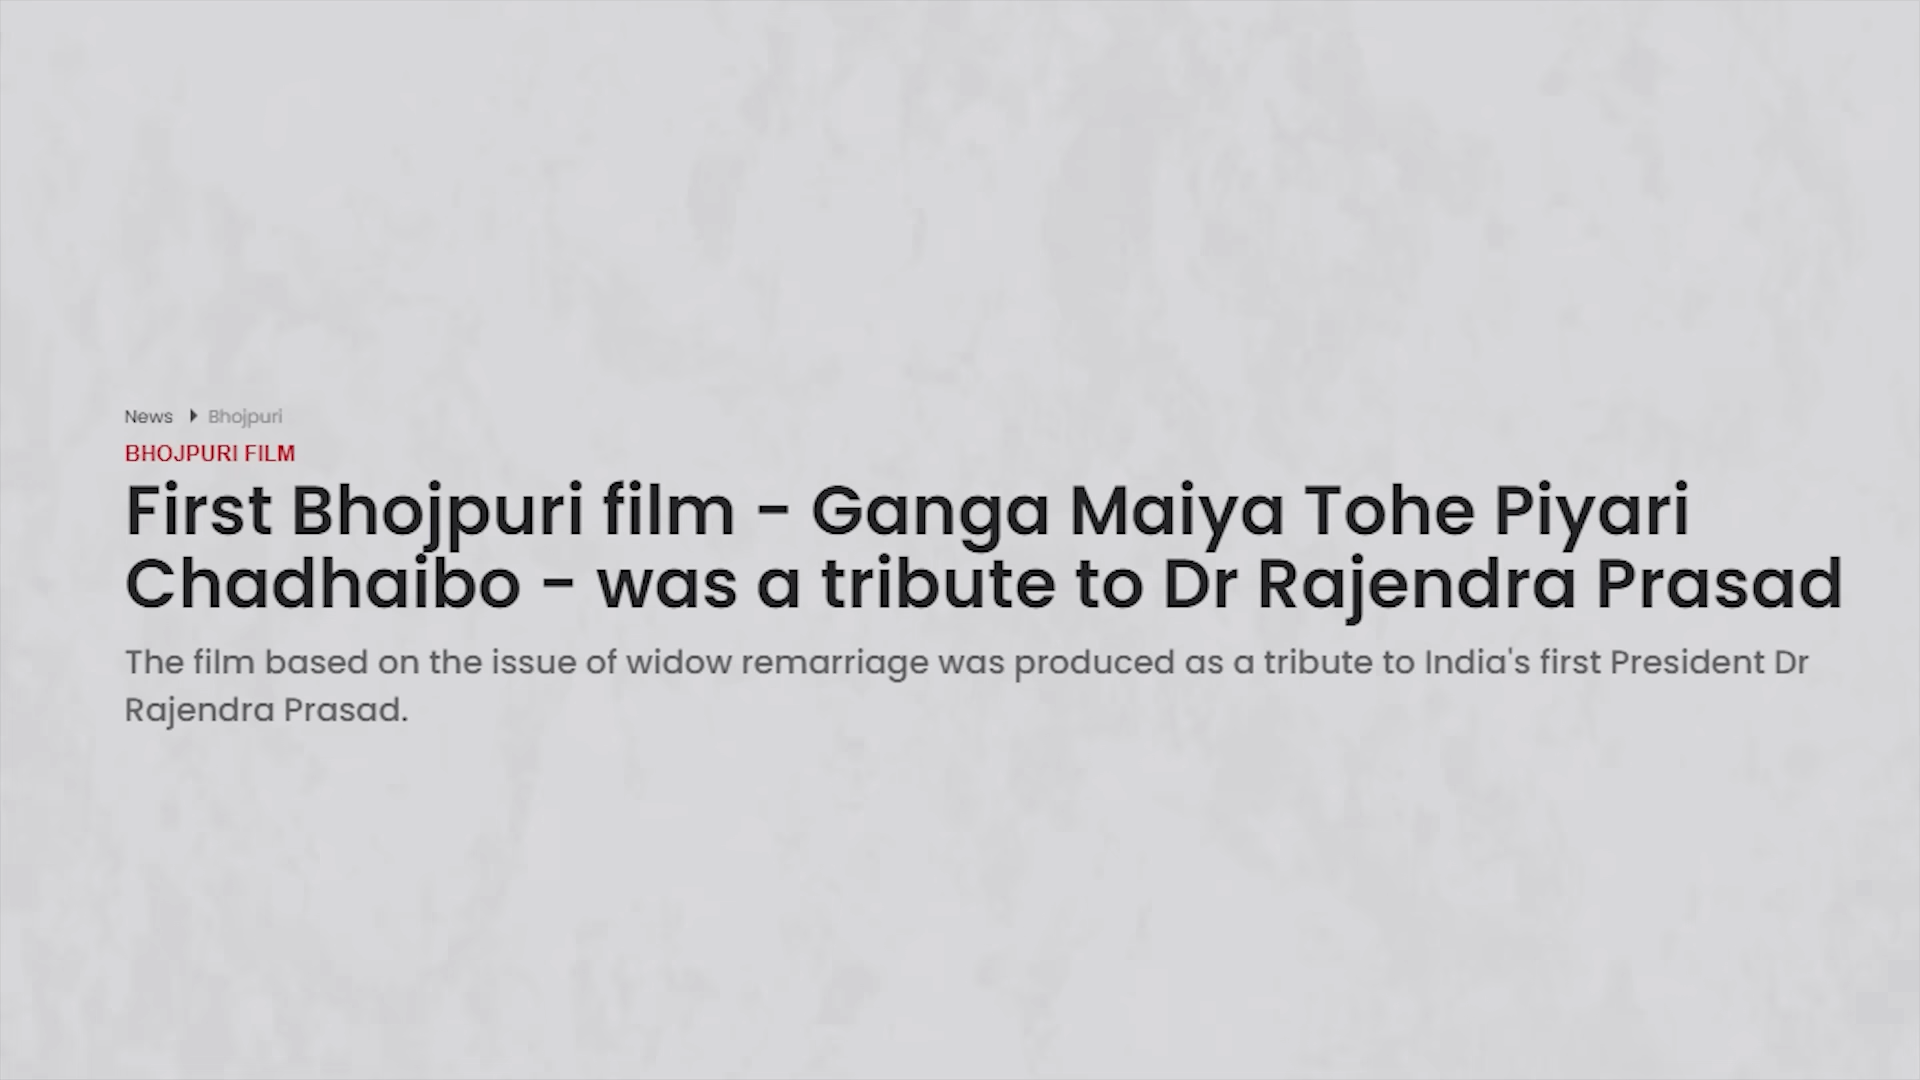 News Bhojpuri
BHOJPURI FILM
First Bhojpuri film - Ganga Maiya Tohe Piyari
Chadhaibo - was a tribute to Dr Rajendra Prasad
The film based on the issue of widow remarriage was produced as a tribute to India's first President Dr
Rajendra Prasad.